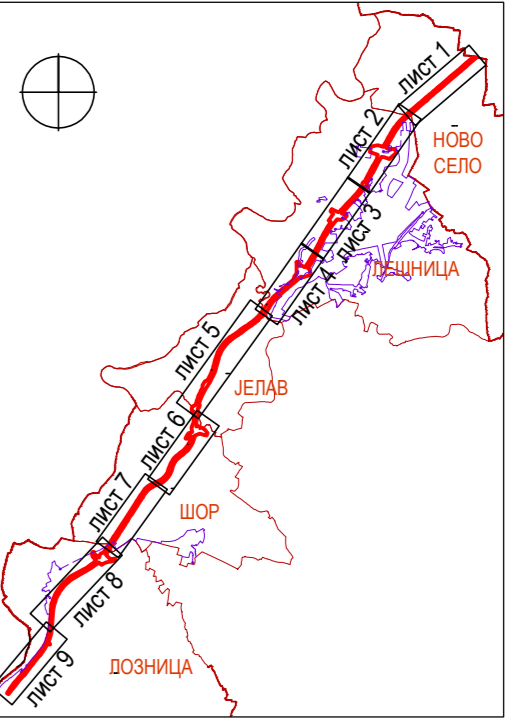 ЛИСТ 1
НОВО
СЕЛО
ЛИСТ 2
ЛИСТ 3
ЛЕШНИЦА
ЛИСТ 4
ЛИСТ 5
ЈЕЛАВ
ЛИСТ 6
ШОР
ЛИСТ 7
ЛИСТ 8
ЛОЗНИЦА
ЛИСТ 9